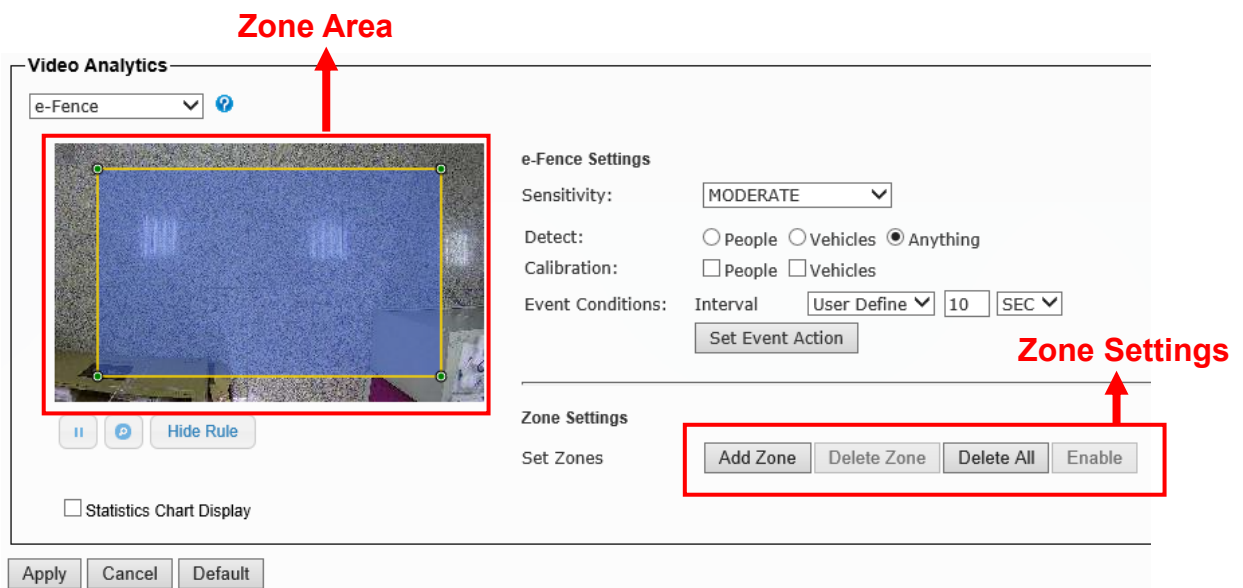 Zone Area
Video Analytics
e-Fence
e-Fence Settings
Sensitivity: MODERATE
Detect: People Vehicles Anything
Calibration: People Vehicles
Event Conditions: Interval User Define 10 SEC
Set Event Action
Zone Settings
Hide Rule
Zone Settings
Set Zones Add Zone Delete Zone Delete All Enable
Statistics Chart Display
Apply Cancel Default